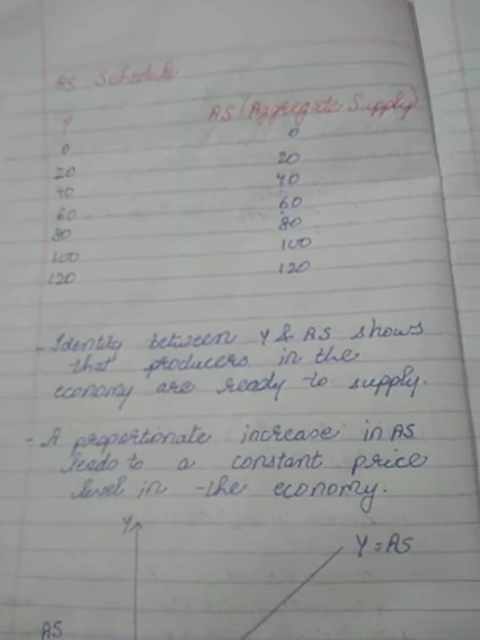 AS Schedule
Y AS (Aggregate Supply)
0 0
20 20
40 40
60 60
80 80
100 100
120 120
- Identity between Y & AS shows
that producers in the
economy are ready to supply.
- A proportionate increase in AS
leads to a constant price
level in the economy.
Y
Y = AS
AS